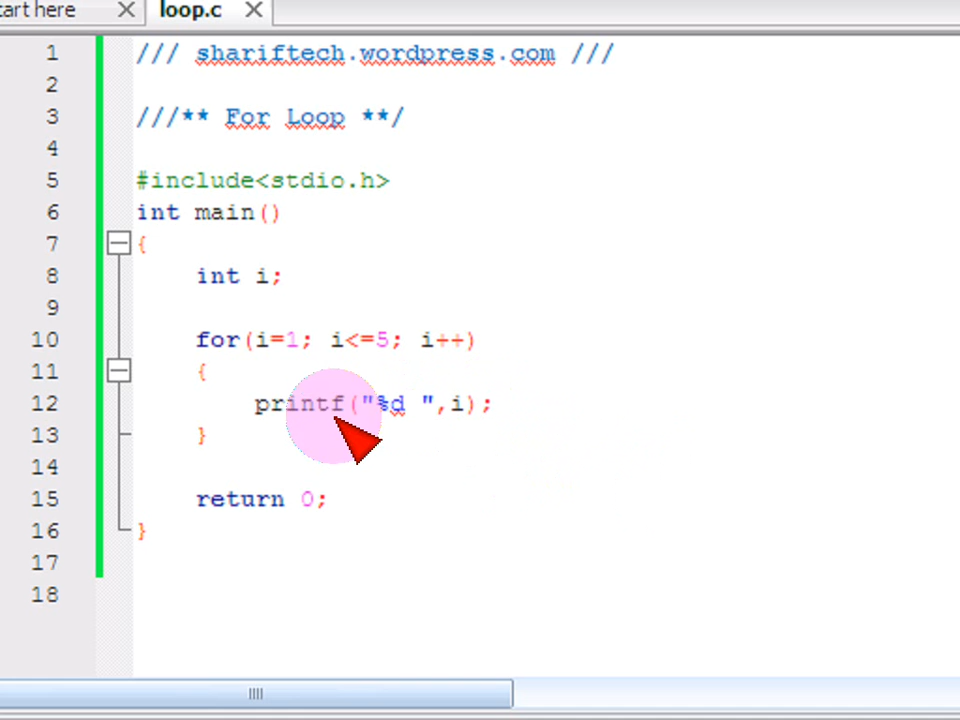 tart here loop.c
1 /// shariftech.wordpress.com ///
2
3 ///** For Loop **/
4
5 #include<stdio.h>
6 int main()
7 {
8 int i;
9
10 for(i=1; i<=5; i++)
11 {
12 printf("%d ",i);
13 }
14
15 return 0;
16 }
17
18